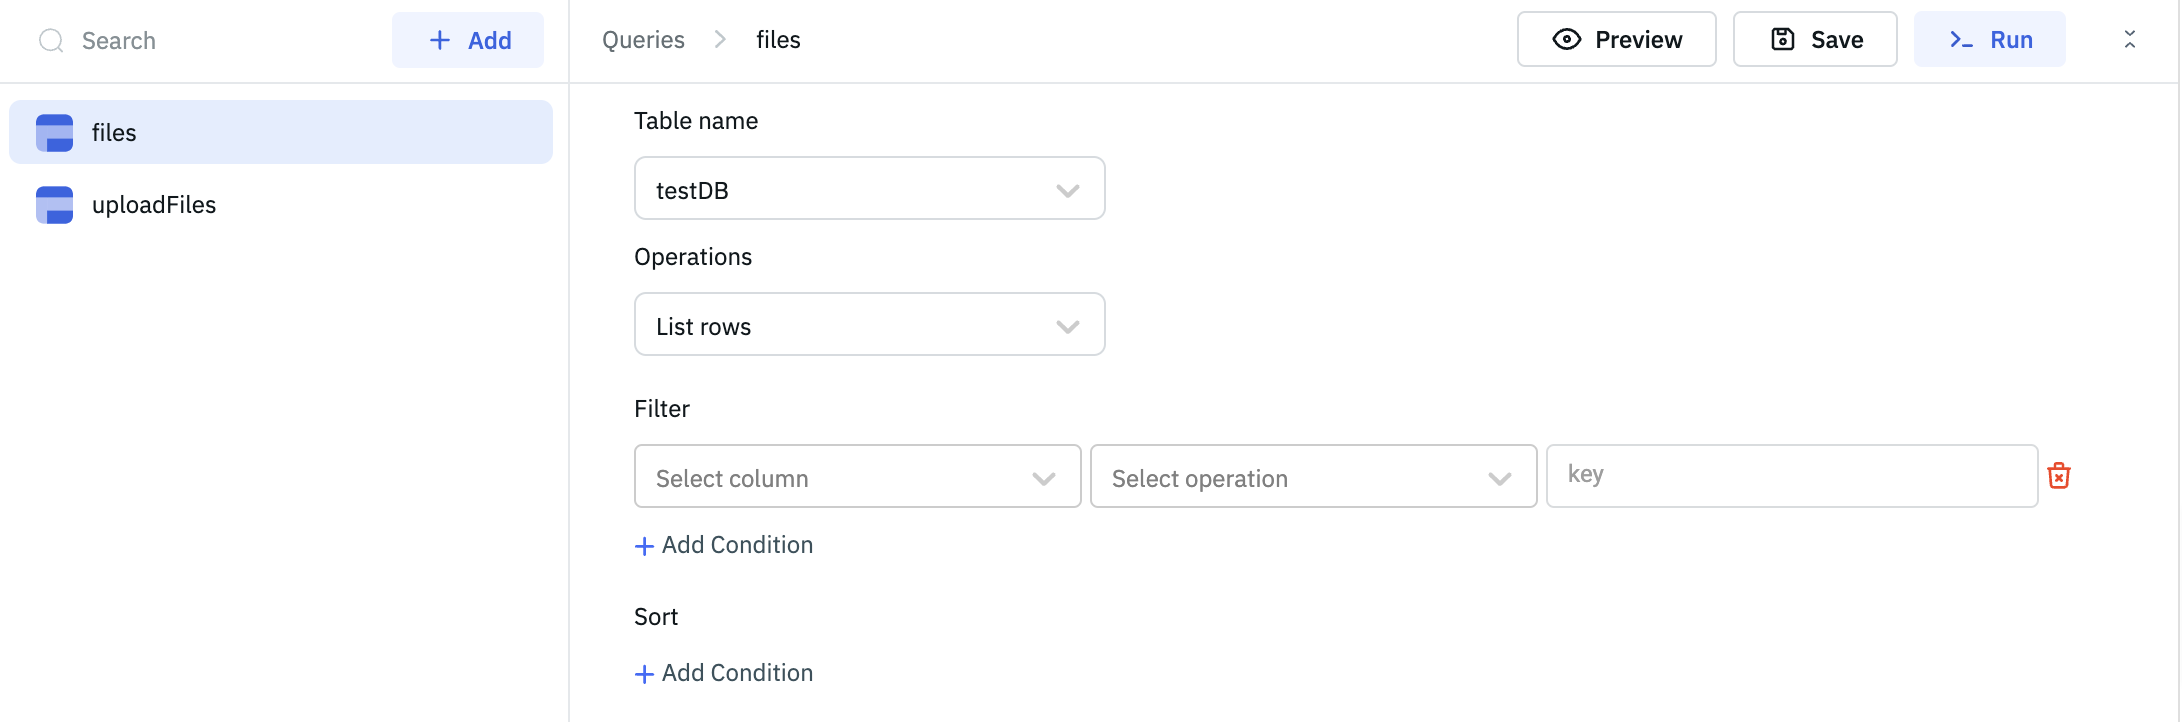 Search
Add
files
uploadFiles
Queries files
Preview
Save
Run
Table name
testDB
Operations
List rows
Filter
Select column
Select operation
key
Add Condition
Sort
Add Condition